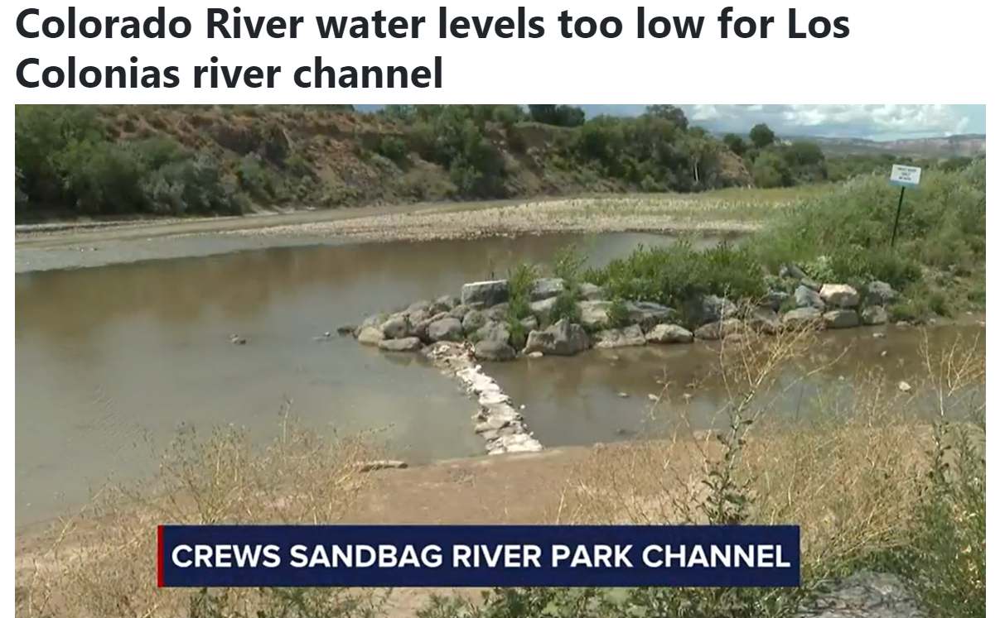 Colorado River water levels too low for Los
Colonias river channel
CREWS SANDBAG RIVER PARK CHANNEL